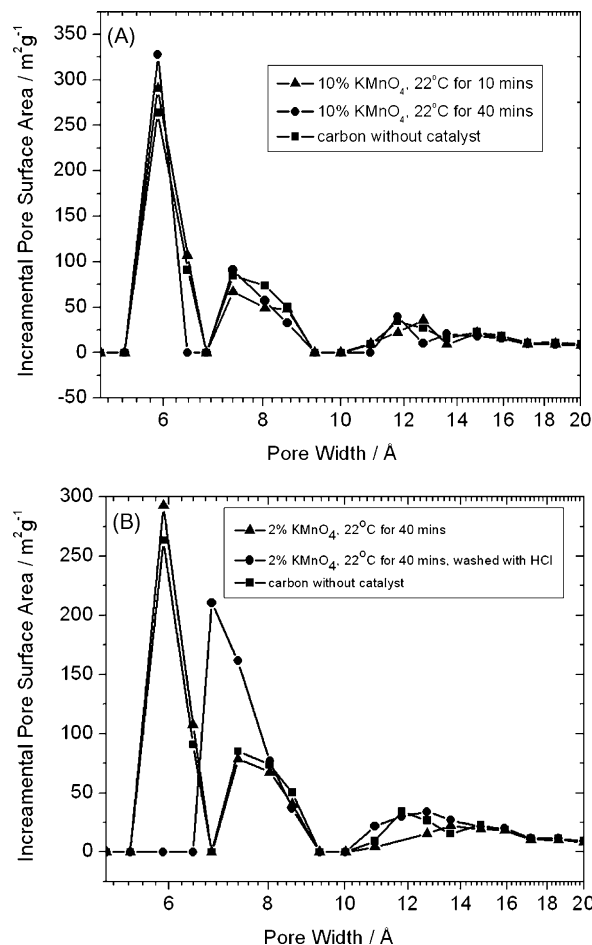 (A)
350
300
250
200
150
100
50
0
-50
Increamental Pore Surface Area / m²g⁻¹
10% KMnO₄, 22°C for 10 mins
10% KMnO₄, 22°C for 40 mins
carbon without catalyst
6 8 10 12 14 16 18 20
Pore Width / Å
(B)
300
250
200
150
100
50
0
Increamental Pore Surface Area / m²g⁻¹
2% KMnO₄, 22°C for 40 mins
2% KMnO₄, 22°C for 40 mins, washed with HCl
carbon without catalyst
6 8 10 12 14 16 18 20
Pore Width / Å